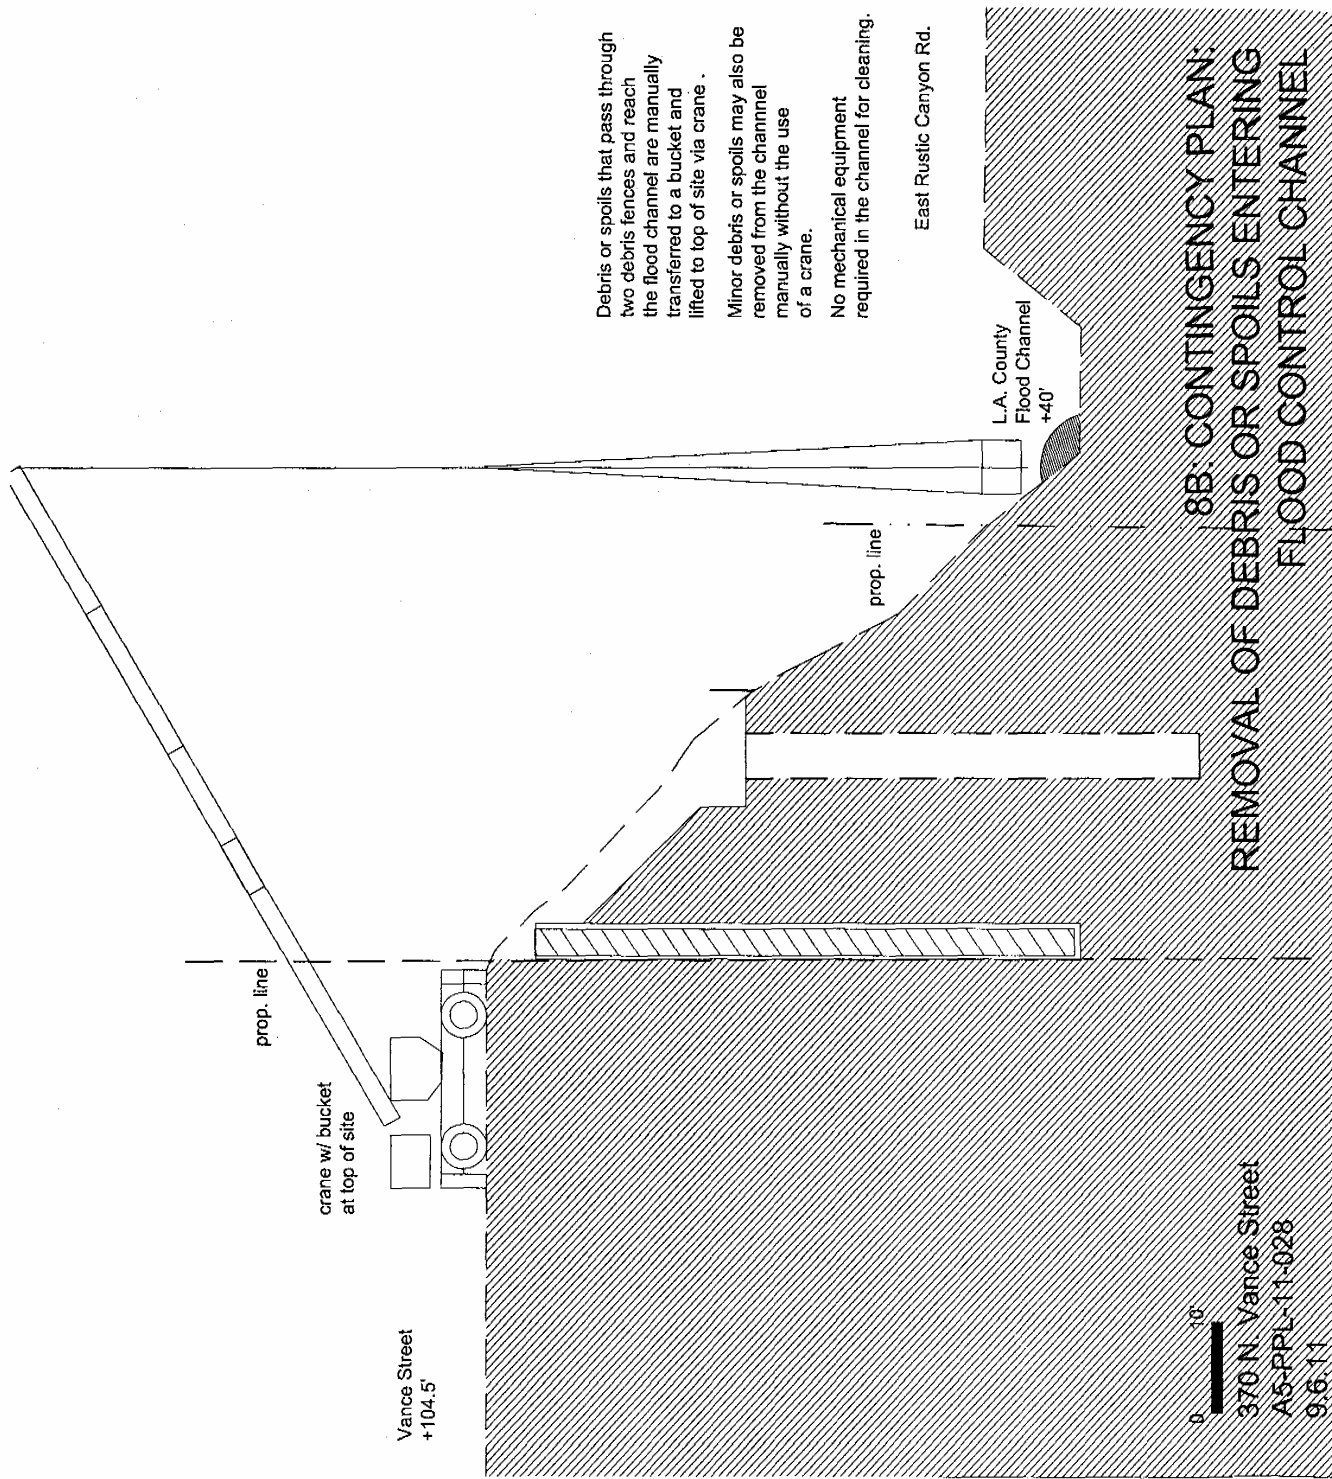 Debris or spoils that pass through
two debris fences and reach
the flood channel are manually
transferred to a bucket and
lifted to top of site via crane .
Minor debris or spoils may also be
removed from the channnel
manually without the use
of a crane.
No mechanical equipment
required in the channel for cleaning.
East Rustic Canyon Rd.
crane w/ bucket
at top of site
prop. line
prop. line
Vance Street
+104.5'
L.A. County
Flood Channel
+40'
0 10'
370 N. Vance Street
A5-PPL-11-028
9.6.11
8B: CONTINGENCY PLAN:
REMOVAL OF DEBRIS OR SPOILS ENTERING
FLOOD CONTROL CHANNEL